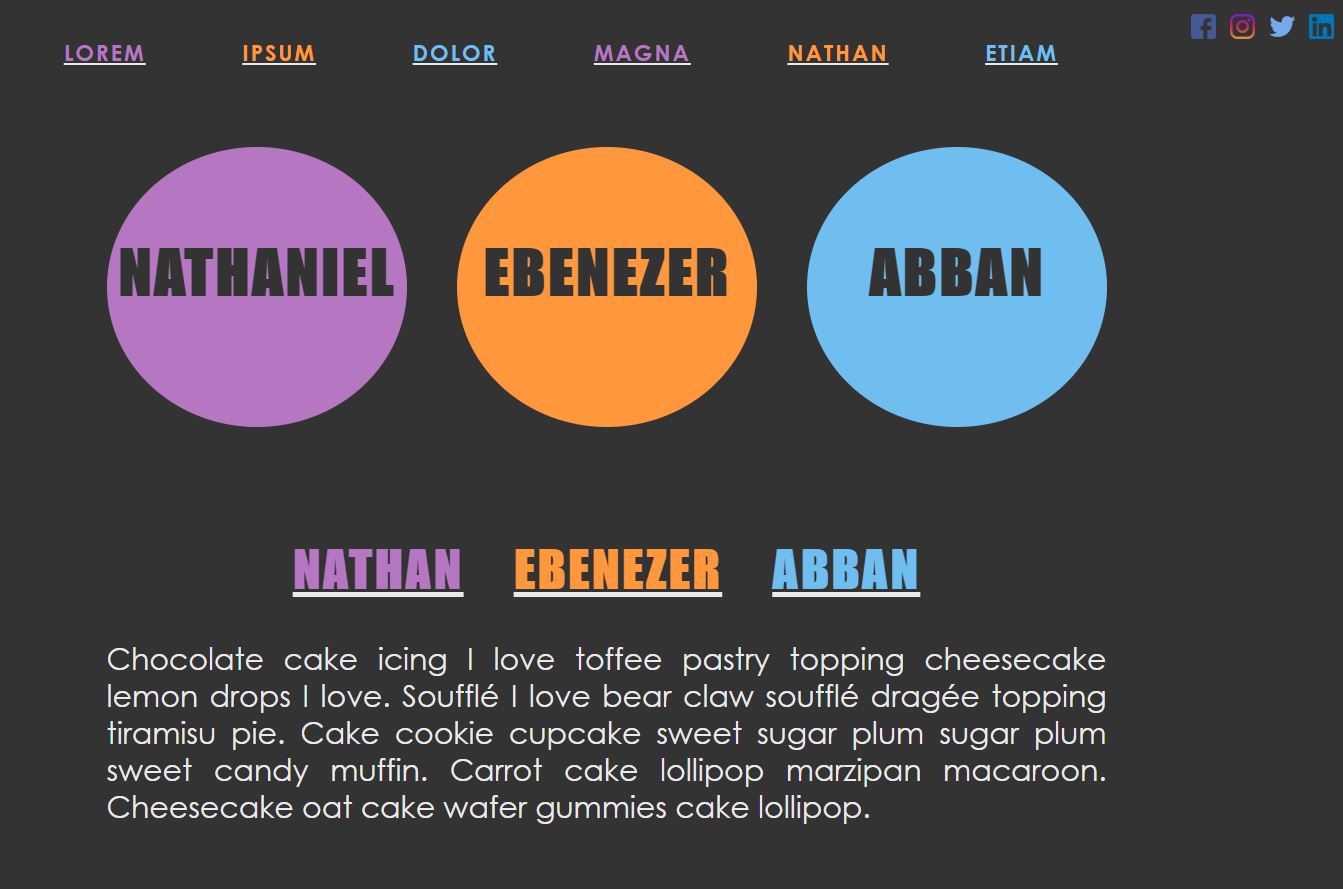 LOREM IPSUM DOLOR MAGNA NATHAN ETIAM
NATHANIEL EBENEZER ABBAN
NATHAN EBENEZER ABBAN
Chocolate cake icing I love toffee pastry topping cheesecake
lemon drops I love. Soufflé I love bear claw soufflé dragée topping
tiramisu pie. Cake cookie cupcake sweet sugar plum sugar plum
sweet candy muffin. Carrot cake lollipop marzipan macaroon.
Cheesecake oat cake wafer gummies cake lollipop.